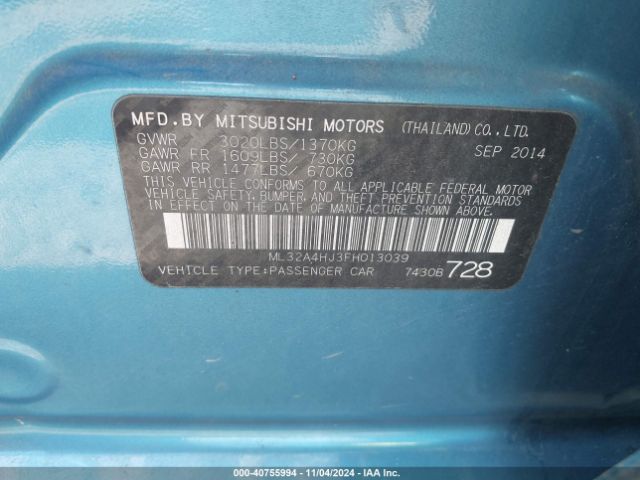 MFD.BY MITSUBISHI MOTORS (THAILAND)CO.,LTD.
GVWR 3020LBS/1370KG SEP 2014
GAWR FR 1609LBS/ 730KG
GAWR RR 1477LBS/ 670KG
THIS VEHICLE CONFORMS TO ALL APPLICABLE FEDERAL MOTOR
VEHICLE SAFETY, BUMPER, AND THEFT PREVENTION STANDARDS
IN EFFECT ON THE DATE OF MANUFACTURE SHOWN ABOVE.
ML32A4HJ3FH013039
VEHICLE TYPE:PASSENGER CAR 7430B 728
000-40755994 - 11/04/2024 - IAA Inc.